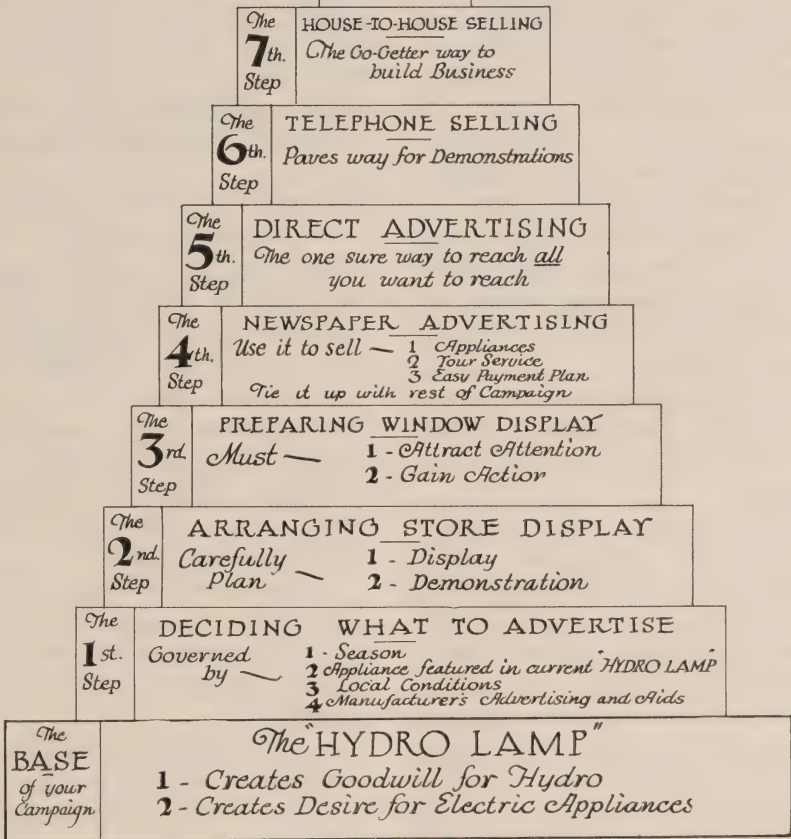 The 7th. Step
HOUSE-TO-HOUSE SELLING
The Go-Getter way to
build Business
The 6th. Step
TELEPHONE SELLING
Paves way for Demonstrations
The 5th. Step
DIRECT ADVERTISING
The one sure way to reach all
you want to reach
The 4th. Step
NEWSPAPER ADVERTISING
Use it to sell — 1 Appliances
2 Your Service
3 Easy Payment Plan
Tie it up with rest of Campaign
The 3rd. Step
PREPARING WINDOW DISPLAY
Must — 1 - Attract Attention
2 - Gain Action
The 2nd. Step
ARRANGING STORE DISPLAY
Carefully Plan — 1 - Display
2 - Demonstration
The 1st. Step
DECIDING WHAT TO ADVERTISE
Governed by — 1 - Season
2 Appliance featured in current "HYDRO LAMP"
3 Local Conditions
4 Manufacturer's Advertising and Aids
The BASE of your Campaign
The "HYDRO LAMP"
1 - Creates Goodwill for Hydro
2 - Creates Desire for Electric Appliances